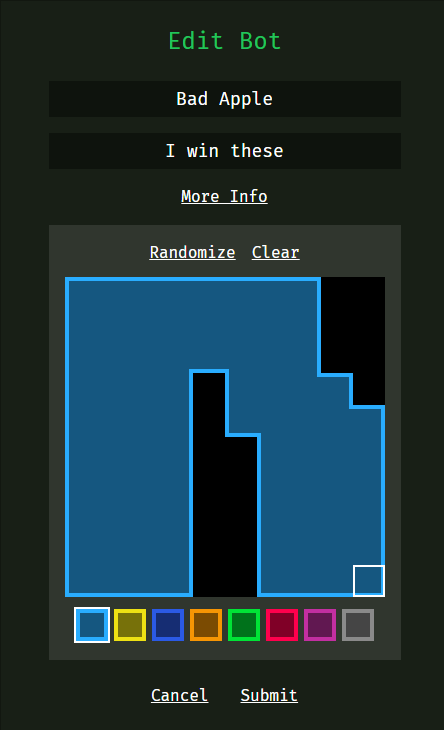 Edit Bot
Bad Apple
I win these
More Info
Randomize Clear
Cancel Submit